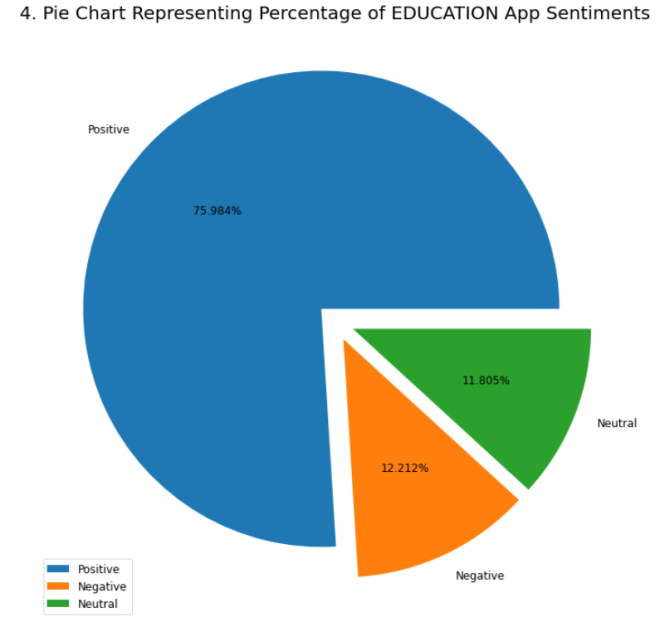 4. Pie Chart Representing Percentage of EDUCATION App Sentiments
Positive
75.984%
11.805%
Neutral
12.212%
Negative
Positive
Negative
Neutral